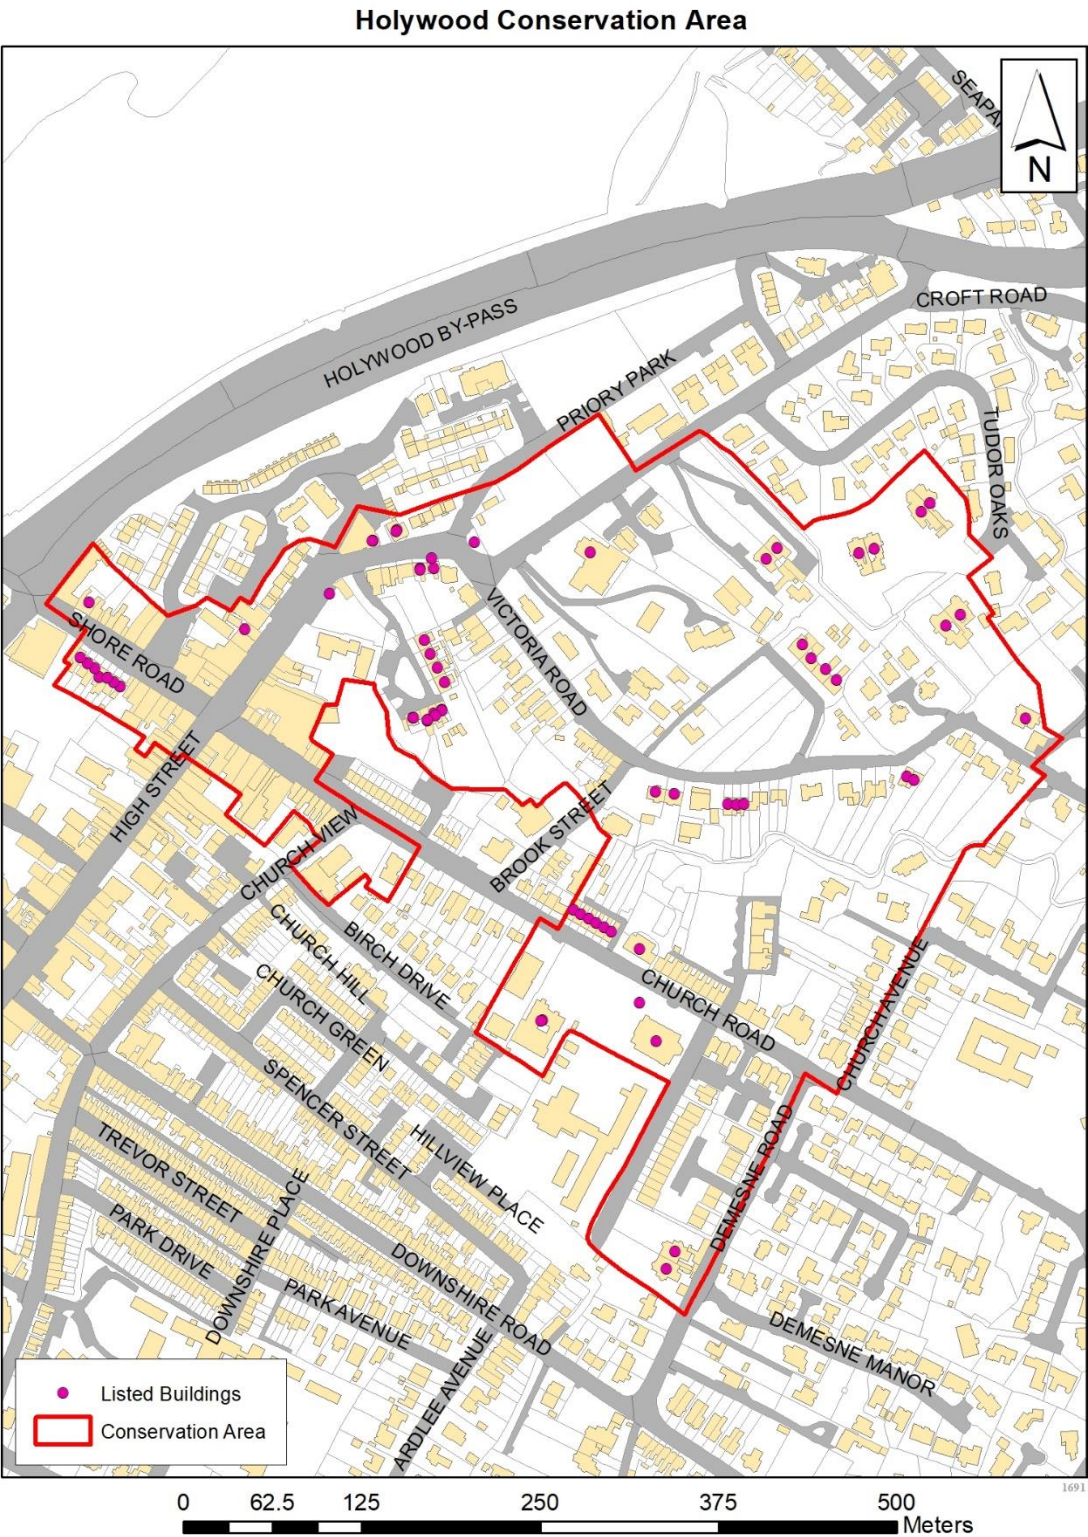 Holywood Conservation Area
N
HOLYWOOD BY-PASS
CROFT ROAD
PRIORY PARK
TUDOR OAKS
SHORE ROAD
VICTORIA ROAD
HIGH STREET
CHURCH VIEW
BROOK STREET
CHURCH HILL
BIRCH DRIVE
CHURCH GREEN
CHURCH ROAD
CHURCH AVENUE
SPENCER STREET
HILLVIEW PLACE
DEMESNE ROAD
TREVOR STREET
PARK DRIVE
DOWNSHIRE PLACE
DOWNSHIRE ROAD
PARK AVENUE
ARDLEE AVENUE
DEMESNE MANOR
Listed Buildings
Conservation Area
1691
0 62.5 125 250 375 500
Meters